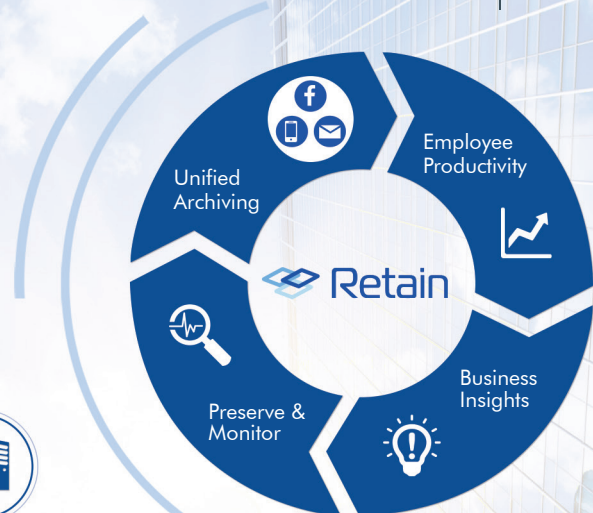 Unified
Archiving
Employee
Productivity
Retain
Preserve &
Monitor
Business
Insights